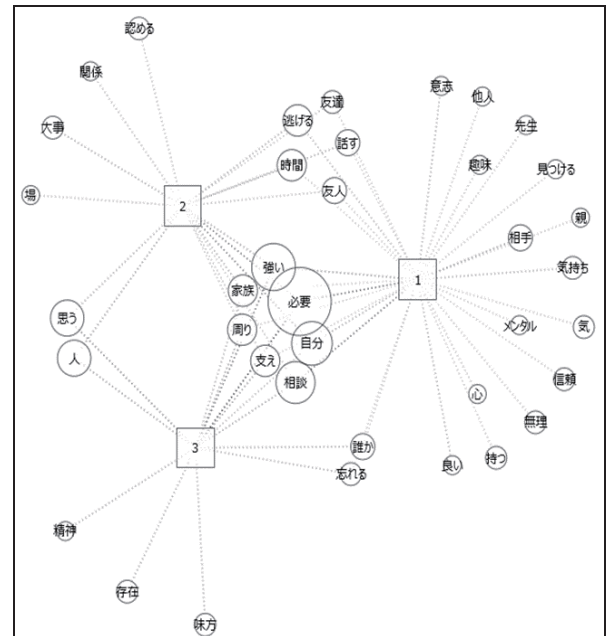 認める
関係
意志
他人
友達
大事
逃げる
先生
話す
時間
趣味
見つける
友人
場
2
親
相手
強い
気持ち
1
家族
必要
思う
周り
メンタル
気
自分
人
支え
相談
信頼
心
無理
誰か
3
良い
持つ
忘れる
精神
存在
味方